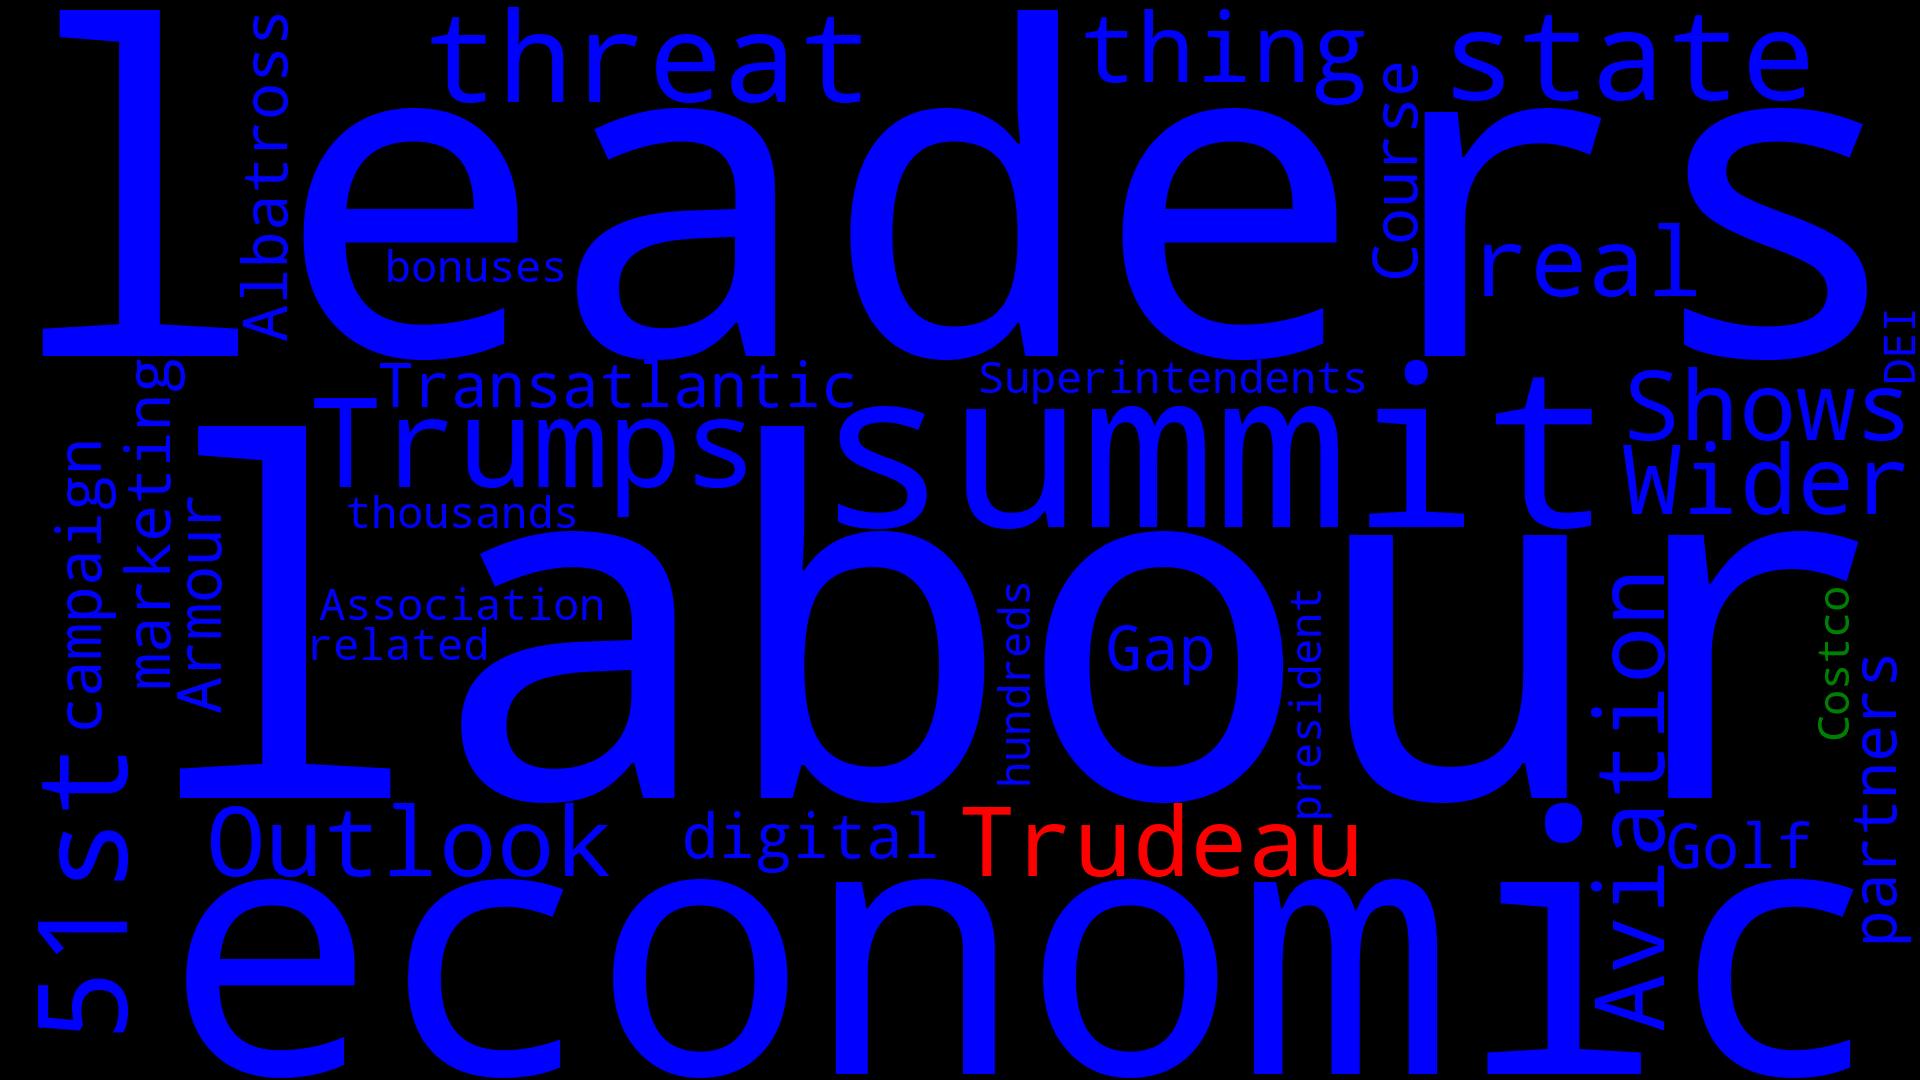 threat
thing
state
Albatross
leaders
Course
bonuses
real
DEI
Transatlantic
Superintendents
Shows
Trumps
summit
Wider
campaign
marketing
Armour
thousands
labour
Association
related
hundreds
Gap
president
Aviation
Costco
partners
51st
Outlook
digital
Trudeau
Golf
economic